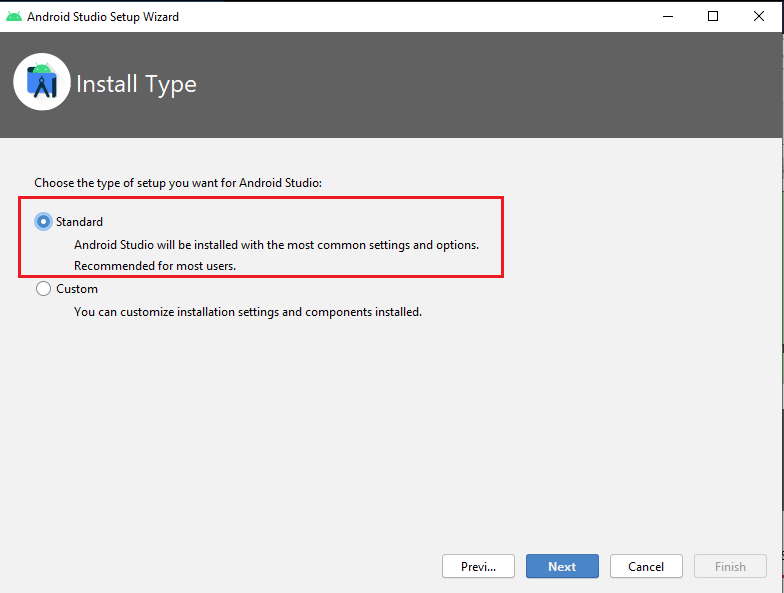 Android Studio Setup Wizard
Install Type
Choose the type of setup you want for Android Studio:
Standard
Android Studio will be installed with the most common settings and options.
Recommended for most users.
Custom
You can customize installation settings and components installed.
Previ... Next Cancel Finish